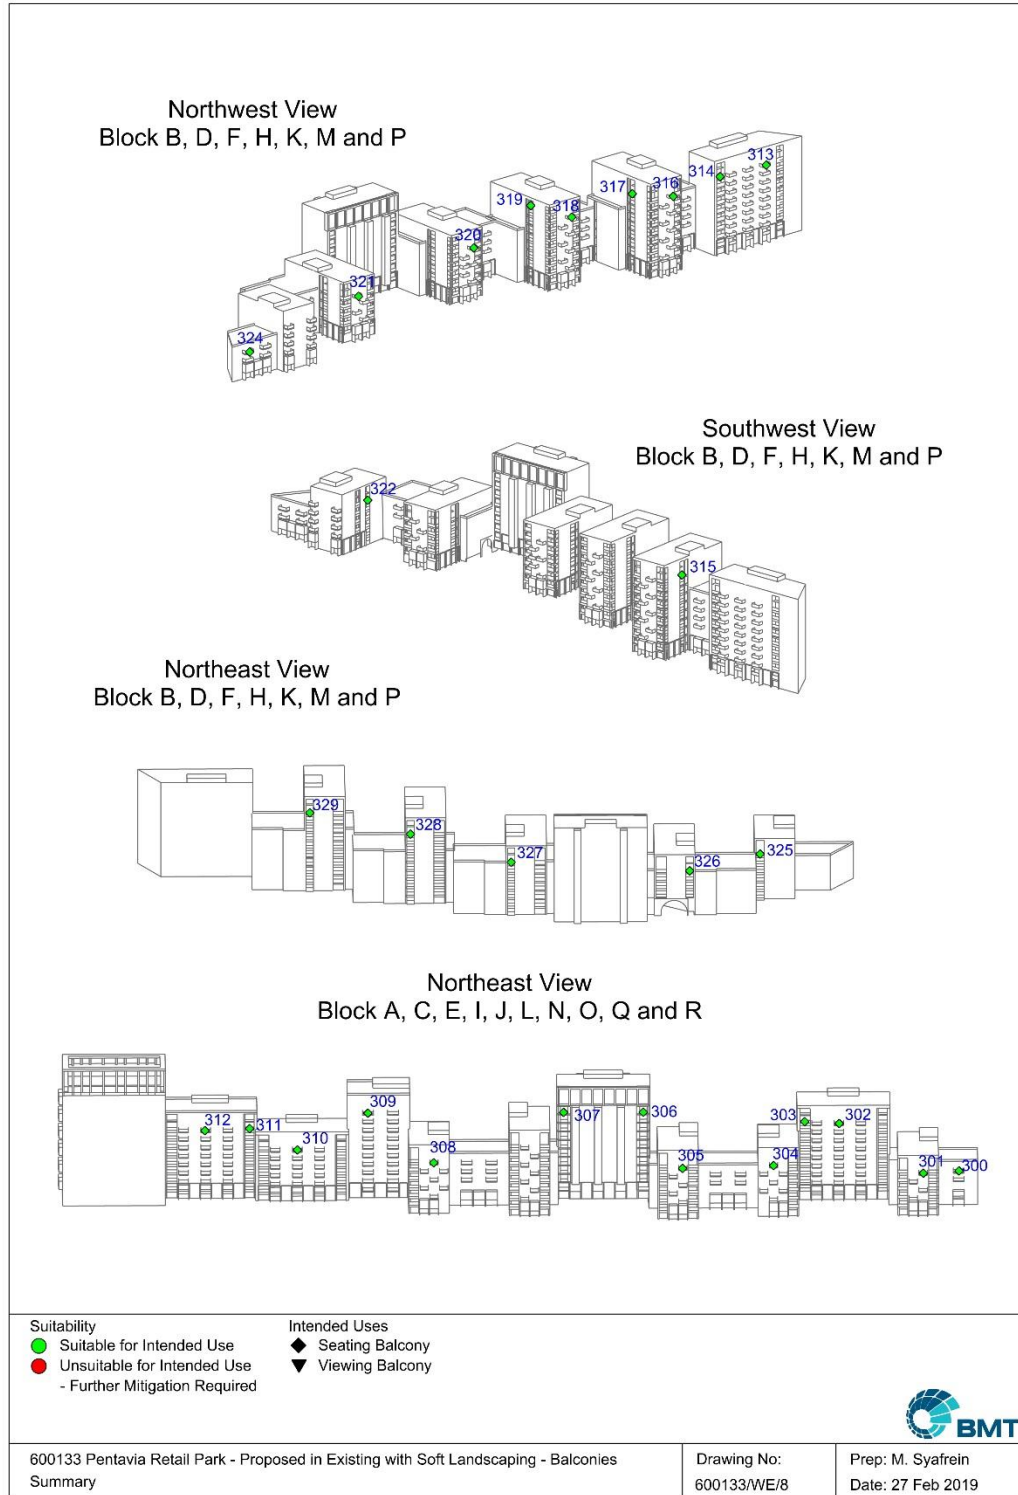 Northwest View
Block B, D, F, H, K, M and P
313
314
316
317
318
319
320
321
324
Southwest View
Block B, D, F, H, K, M and P
322
315
Northeast View
Block B, D, F, H, K, M and P
329
328
327
326
325
Northeast View
Block A, C, E, I, J, L, N, O, Q and R
312
311
310
309
308
307
306
305
304
303
302
301
300
Suitability
Suitable for Intended Use
Unsuitable for Intended Use
- Further Mitigation Required
Intended Uses
Seating Balcony
Viewing Balcony
BMT
600133 Pentavia Retail Park - Proposed in Existing with Soft Landscaping - Balconies
Summary
Drawing No:
600133/WE/8
Prep: M. Syafrein
Date: 27 Feb 2019